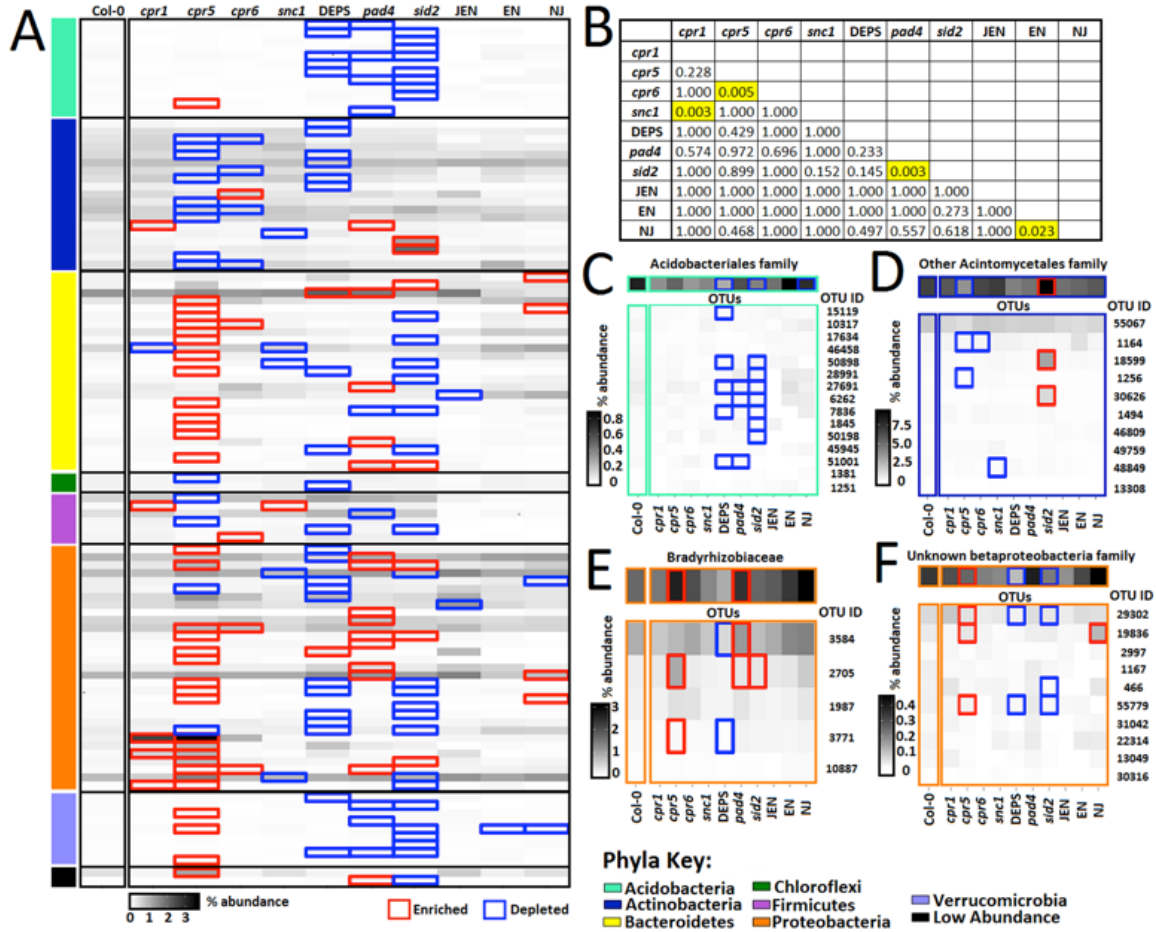 A
Col-0 cpr1 cpr5 cpr6 snc1 DEPS pad4 sid2 JEN EN NJ
0 1 2 3 % abundance
Enriched Depleted
B
cpr1 cpr5 cpr6 snc1 DEPS pad4 sid2 JEN EN NJ
cpr1
cpr5 0.228
cpr6 1.000 0.005
snc1 0.003 1.000 1.000
DEPS 1.000 0.429 1.000 1.000
pad4 0.574 0.972 0.696 1.000 0.233
sid2 1.000 0.899 1.000 0.152 0.145 0.003
JEN 1.000 1.000 1.000 1.000 1.000 1.000 1.000
EN 1.000 1.000 1.000 1.000 1.000 1.000 0.273 1.000
NJ 1.000 0.468 1.000 1.000 0.497 0.557 0.618 1.000 0.023
C
Acidobacteriales family
OTUs OTU ID
15119
10317
17634
46458
50898
28991
27691
6262
7836
1845
50198
45945
51001
1381
1251
% abundance
0.8
0.6
0.4
0.2
0
Col-0 cpr1 cpr5 cpr6 snc1 DEPS pad4 sid2 JEN EN NJ
D
Other Acintomycetales family
OTUs OTU ID
55067
1164
18599
1256
30626
1494
46809
49759
48849
13308
% abundance
7.5
5.0
2.5
0
Col-0 cpr1 cpr5 cpr6 snc1 DEPS pad4 sid2 JEN EN NJ
E
Bradyrhizobiaceae
OTUs OTU ID
3584
2705
1987
3771
10887
% abundance
3
2
1
0
Col-0 cpr1 cpr5 cpr6 snc1 DEPS pad4 sid2 JEN EN NJ
F
Unknown betaproteobacteria family
OTUs OTU ID
29302
19836
2997
1167
466
55779
31042
22314
13049
30316
% abundance
0.4
0.3
0.2
0.1
0
Col-0 cpr1 cpr5 cpr6 snc1 DEPS pad4 sid2 JEN EN NJ
Phyla Key:
Acidobacteria
Actinobacteria
Bacteroidetes
Chloroflexi
Firmicutes
Proteobacteria
Verrucomicrobia
Low Abundance